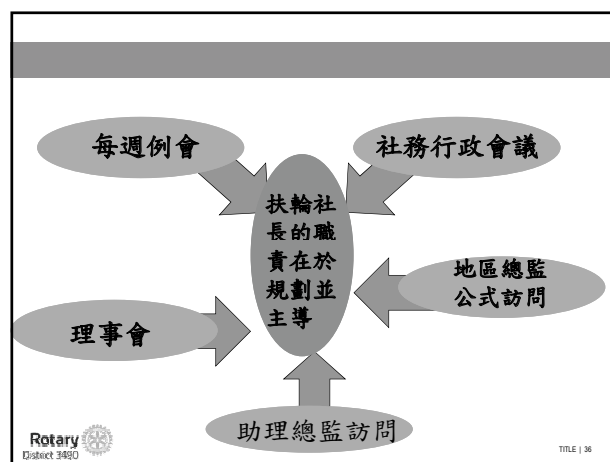 每週例會
社務行政會議
扶輪社
長的職
責在於
規劃並
主導
地區總監
公式訪問
理事會
助理總監訪問
Rotary
District 3490
TITLE | 36